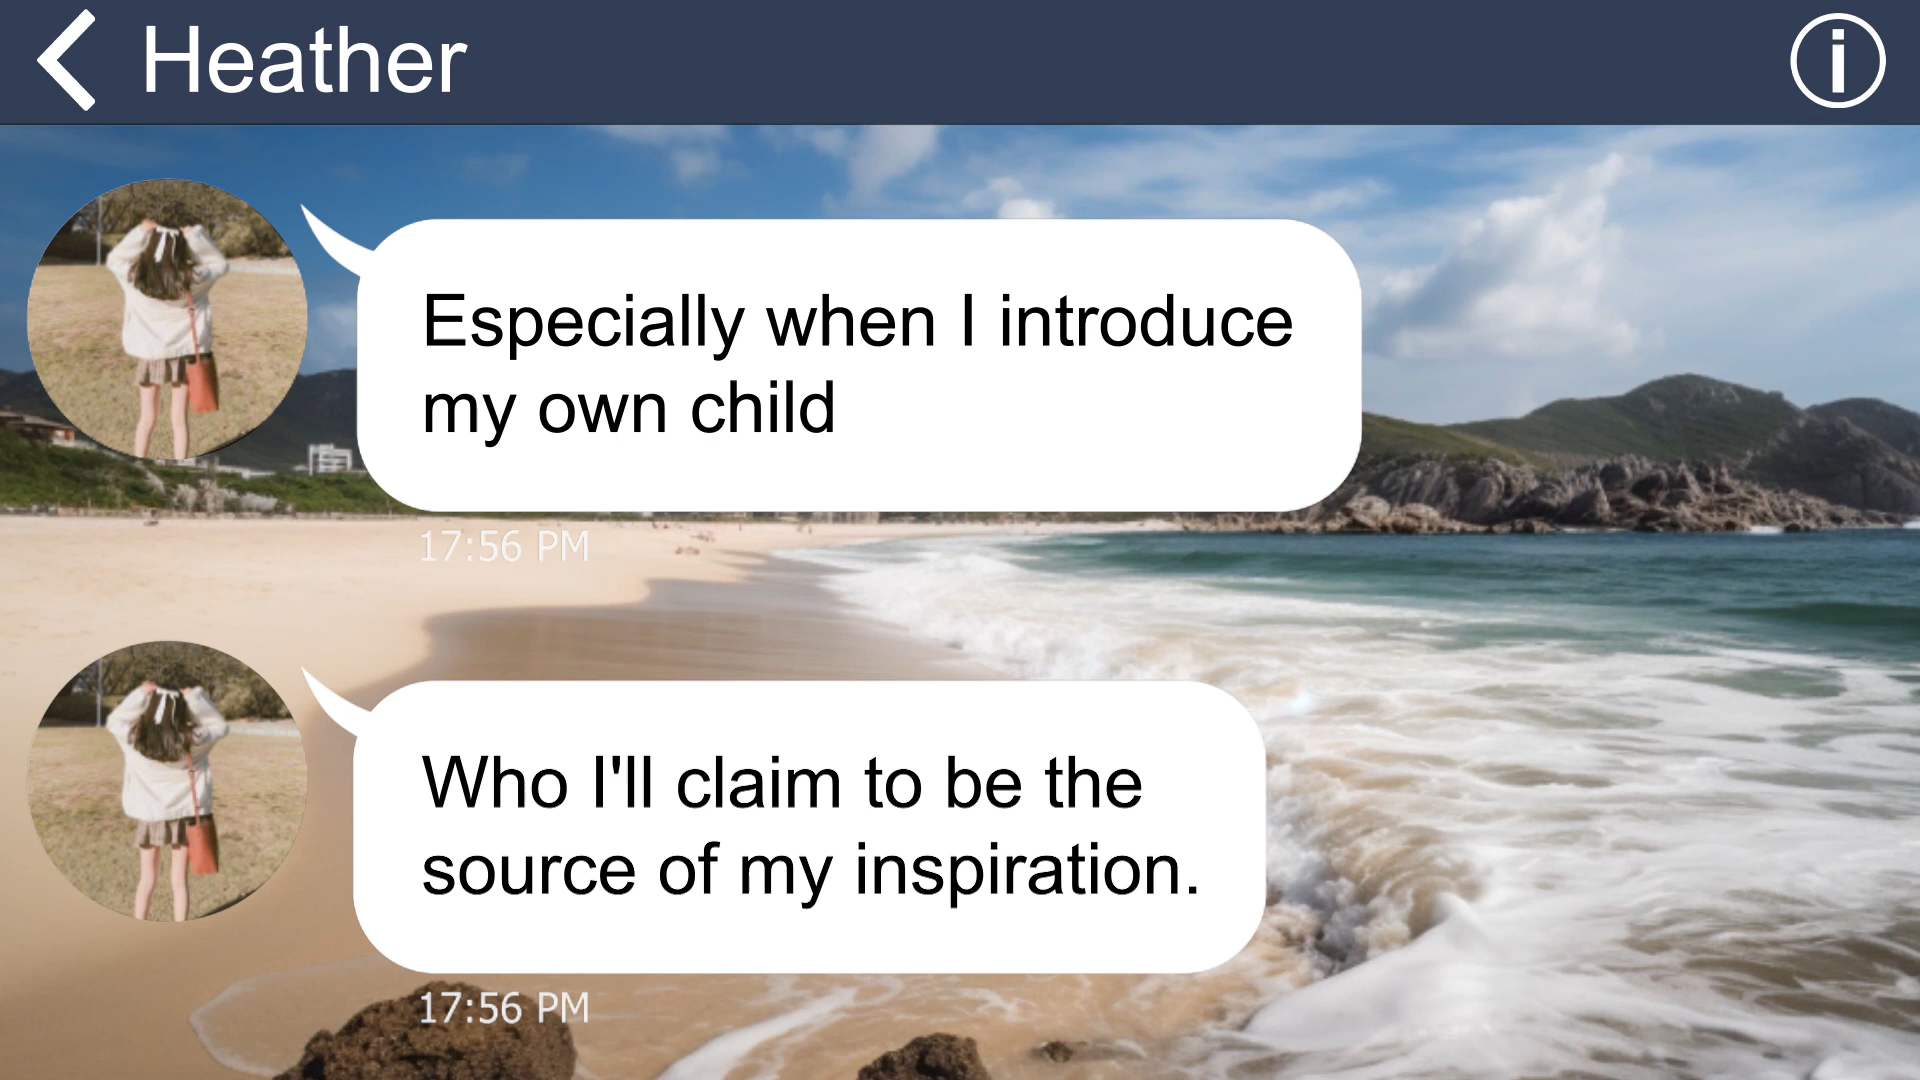 Heather
Especially when I introduce
my own child
17:56 PM
Who I'll claim to be the
source of my inspiration.
17:56 PM